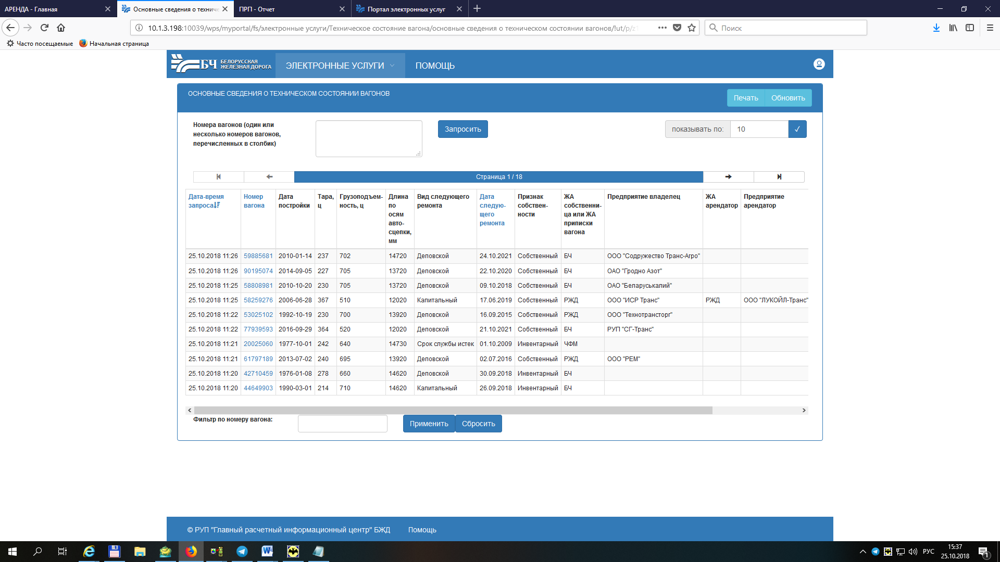 АРЕНДА - Главная
Основные сведения о техниче
ПРП - Отчет
Портал электронных услуг
10.1.3.198:10039/wps/myportal/fs/электронные услуги/Техническое состояние вагона/основные сведения о техническом состоянии вагонов/!ut/p/z1
Поиск
Часто посещаемые
Начальная страница
БЧ БЕЛОРУССКАЯ
ЖЕЛЕЗНАЯ ДОРОГА
ЭЛЕКТРОННЫЕ УСЛУГИ
ПОМОЩЬ
ОСНОВНЫЕ СВЕДЕНИЯ О ТЕХНИЧЕСКОМ СОСТОЯНИИ ВАГОНОВ
Печать
Обновить
Номера вагонов (один или
несколько номеров вагонов,
перечисленных в столбик)
Запросить
показывать по: 10
Страница 1 / 18
Дата-время
запроса
Номер
вагона
Дата
постройки
Тара,
ц
Грузоподъем-
ность, ц
Длина
по
осям
авто-
сцепки,
мм
Вид следующего
ремонта
Дата
следую-
щего
ремонта
Признак
собствен-
ности
ЖА
собственни-
ца или ЖА
приписки
вагона
Предприятие владелец
ЖА
арендатор
Предприятие
арендатор
25.10.2018 11:26 59885681 2010-01-14 237 702 14720 Деповской 24.10.2021 Собственный БЧ ООО "Содружество Транс-Агро"
25.10.2018 11:26 90195074 2014-09-05 227 705 13720 Деповской 22.10.2020 Собственный БЧ ОАО "Гродно Азот"
25.10.2018 11:25 58808981 2010-10-20 230 705 13720 Деповской 09.10.2018 Собственный БЧ ОАО "Беларуськалий"
25.10.2018 11:25 58259276 2006-06-28 367 510 12020 Капитальный 17.06.2019 Собственный РЖД ООО "ИСР Транс" РЖД ООО "ЛУКОЙЛ-Транс"
25.10.2018 11:22 53025102 1992-10-19 230 700 13920 Деповской 16.09.2015 Собственный РЖД ООО "Технотрансторг"
25.10.2018 11:22 77939593 2016-09-29 364 520 12020 Деповской 21.10.2021 Собственный БЧ РУП "СГ-Транс"
25.10.2018 11:21 20025060 1977-10-01 242 640 14730 Срок службы истек 01.10.2009 Инвентарный ЧФМ
25.10.2018 11:21 61797189 2013-07-02 240 695 13920 Деповской 02.07.2016 Собственный РЖД ООО "РЕМ"
25.10.2018 11:20 42710459 1976-01-08 278 660 14620 Деповской 30.09.2018 Инвентарный БЧ
25.10.2018 11:20 44649903 1990-03-01 214 710 14620 Капитальный 26.09.2018 Инвентарный БЧ
Фильтр по номеру вагона:
Применить
Сбросить
© РУП "Главный расчетный информационный центр" БЖД
Помощь
РУС
15:37
25.10.2018
1